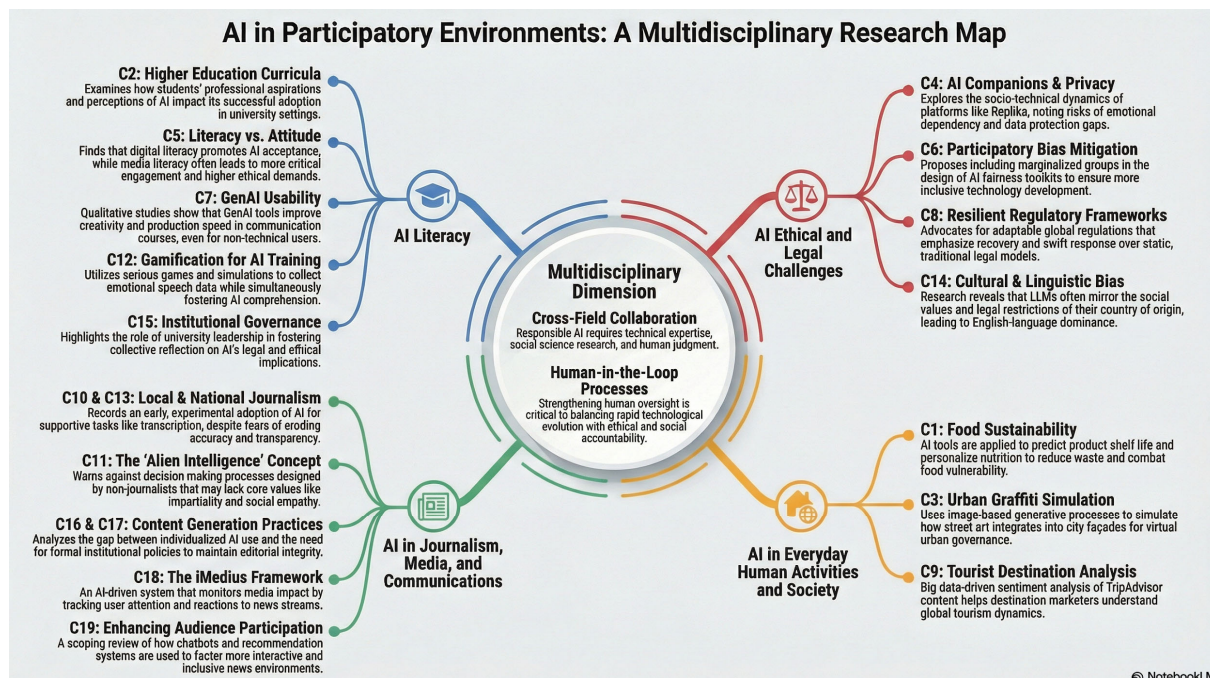 AI in Participatory Environments: A Multidisciplinary Research Map
C2: Higher Education Curricula
Examines how students' professional aspirations
and perceptions of AI impact its successful adoption
in university settings.
C5: Literacy vs. Attitude
Finds that digital literacy promotes AI acceptance,
while media literacy often leads to more critical
engagement and higher ethical demands.
C7: GenAI Usability
Qualitative studies show that GenAI tools improve
creativity and production speed in communication
courses, even for non-technical users.
C12: Gamification for AI Training
Utilizes serious games and simulations to collect
emotional speech data while simultaneously
fostering AI comprehension.
C15: Institutional Governance
Highlights the role of university leadership in fostering
collective reflection on AI's legal and ethical
implications.
AI Literacy
C10 & C13: Local & National Journalism
Records an early, experimental adoption of AI for
supportive tasks like transcription, despite fears of eroding
accuracy and transparency.
C11: The 'Alien Intelligence' Concept
Warns against decision making processes designed
by non-journalists that may lack core values like
impartiality and social empathy.
C16 & C17: Content Generation Practices
Analyzes the gap between individualized AI use and the need
for formal institutional policies to maintain editorial integrity.
C18: The iMedius Framework
An AI-driven system that monitors media impact by
tracking user attention and reactions to news streams.
C19: Enhancing Audience Participation
A scoping review of how chatbots and recommendation
systems are used to facter more interactive and
inclusive news environments.
AI in Journalism,
Media, and
Communications
Multidisciplinary
Dimension
Cross-Field Collaboration
Responsible AI requires technical expertise,
social science research, and human judgment.
Human-in-the-Loop
Processes
Strengthening human oversight is
critical to balancing rapid technological
evolution with ethical and social
accountability.
AI Ethical and
Legal
Challenges
C4: AI Companions & Privacy
Explores the socio-technical dynamics of
platforms like Replika, noting risks of emotional
dependency and data protection gaps.
C6: Participatory Bias Mitigation
Proposes including marginalized groups in the
design of AI fairness tooikits to ensure more
inclusive technology development.
C8: Resilient Regulatory Frameworks
Advocates for adaptable global regulations that
emphasize recovery and swift response over static,
traditional legal models.
C14: Cultural & Linguistic Bias
Research reveals that LLMs often mirror the social
values and legal restrictions of their country of origin,
leading to English-language dominance.
AI in Everyday
Human Activities
and Society
C1: Food Sustainability
AI tools are applied to predict product shelf life and
personalize nutrition to reduce waste and combat
food vulnerability.
C3: Urban Graffiti Simulation
Uses image-based generative processes to simulate
how street art integrates into city façades for virtual
urban governance.
C9: Tourist Destination Analysis
Big data-driven sentiment analysis of TripAdvisor
content helps destination marketers understand
global tourism dynamics.